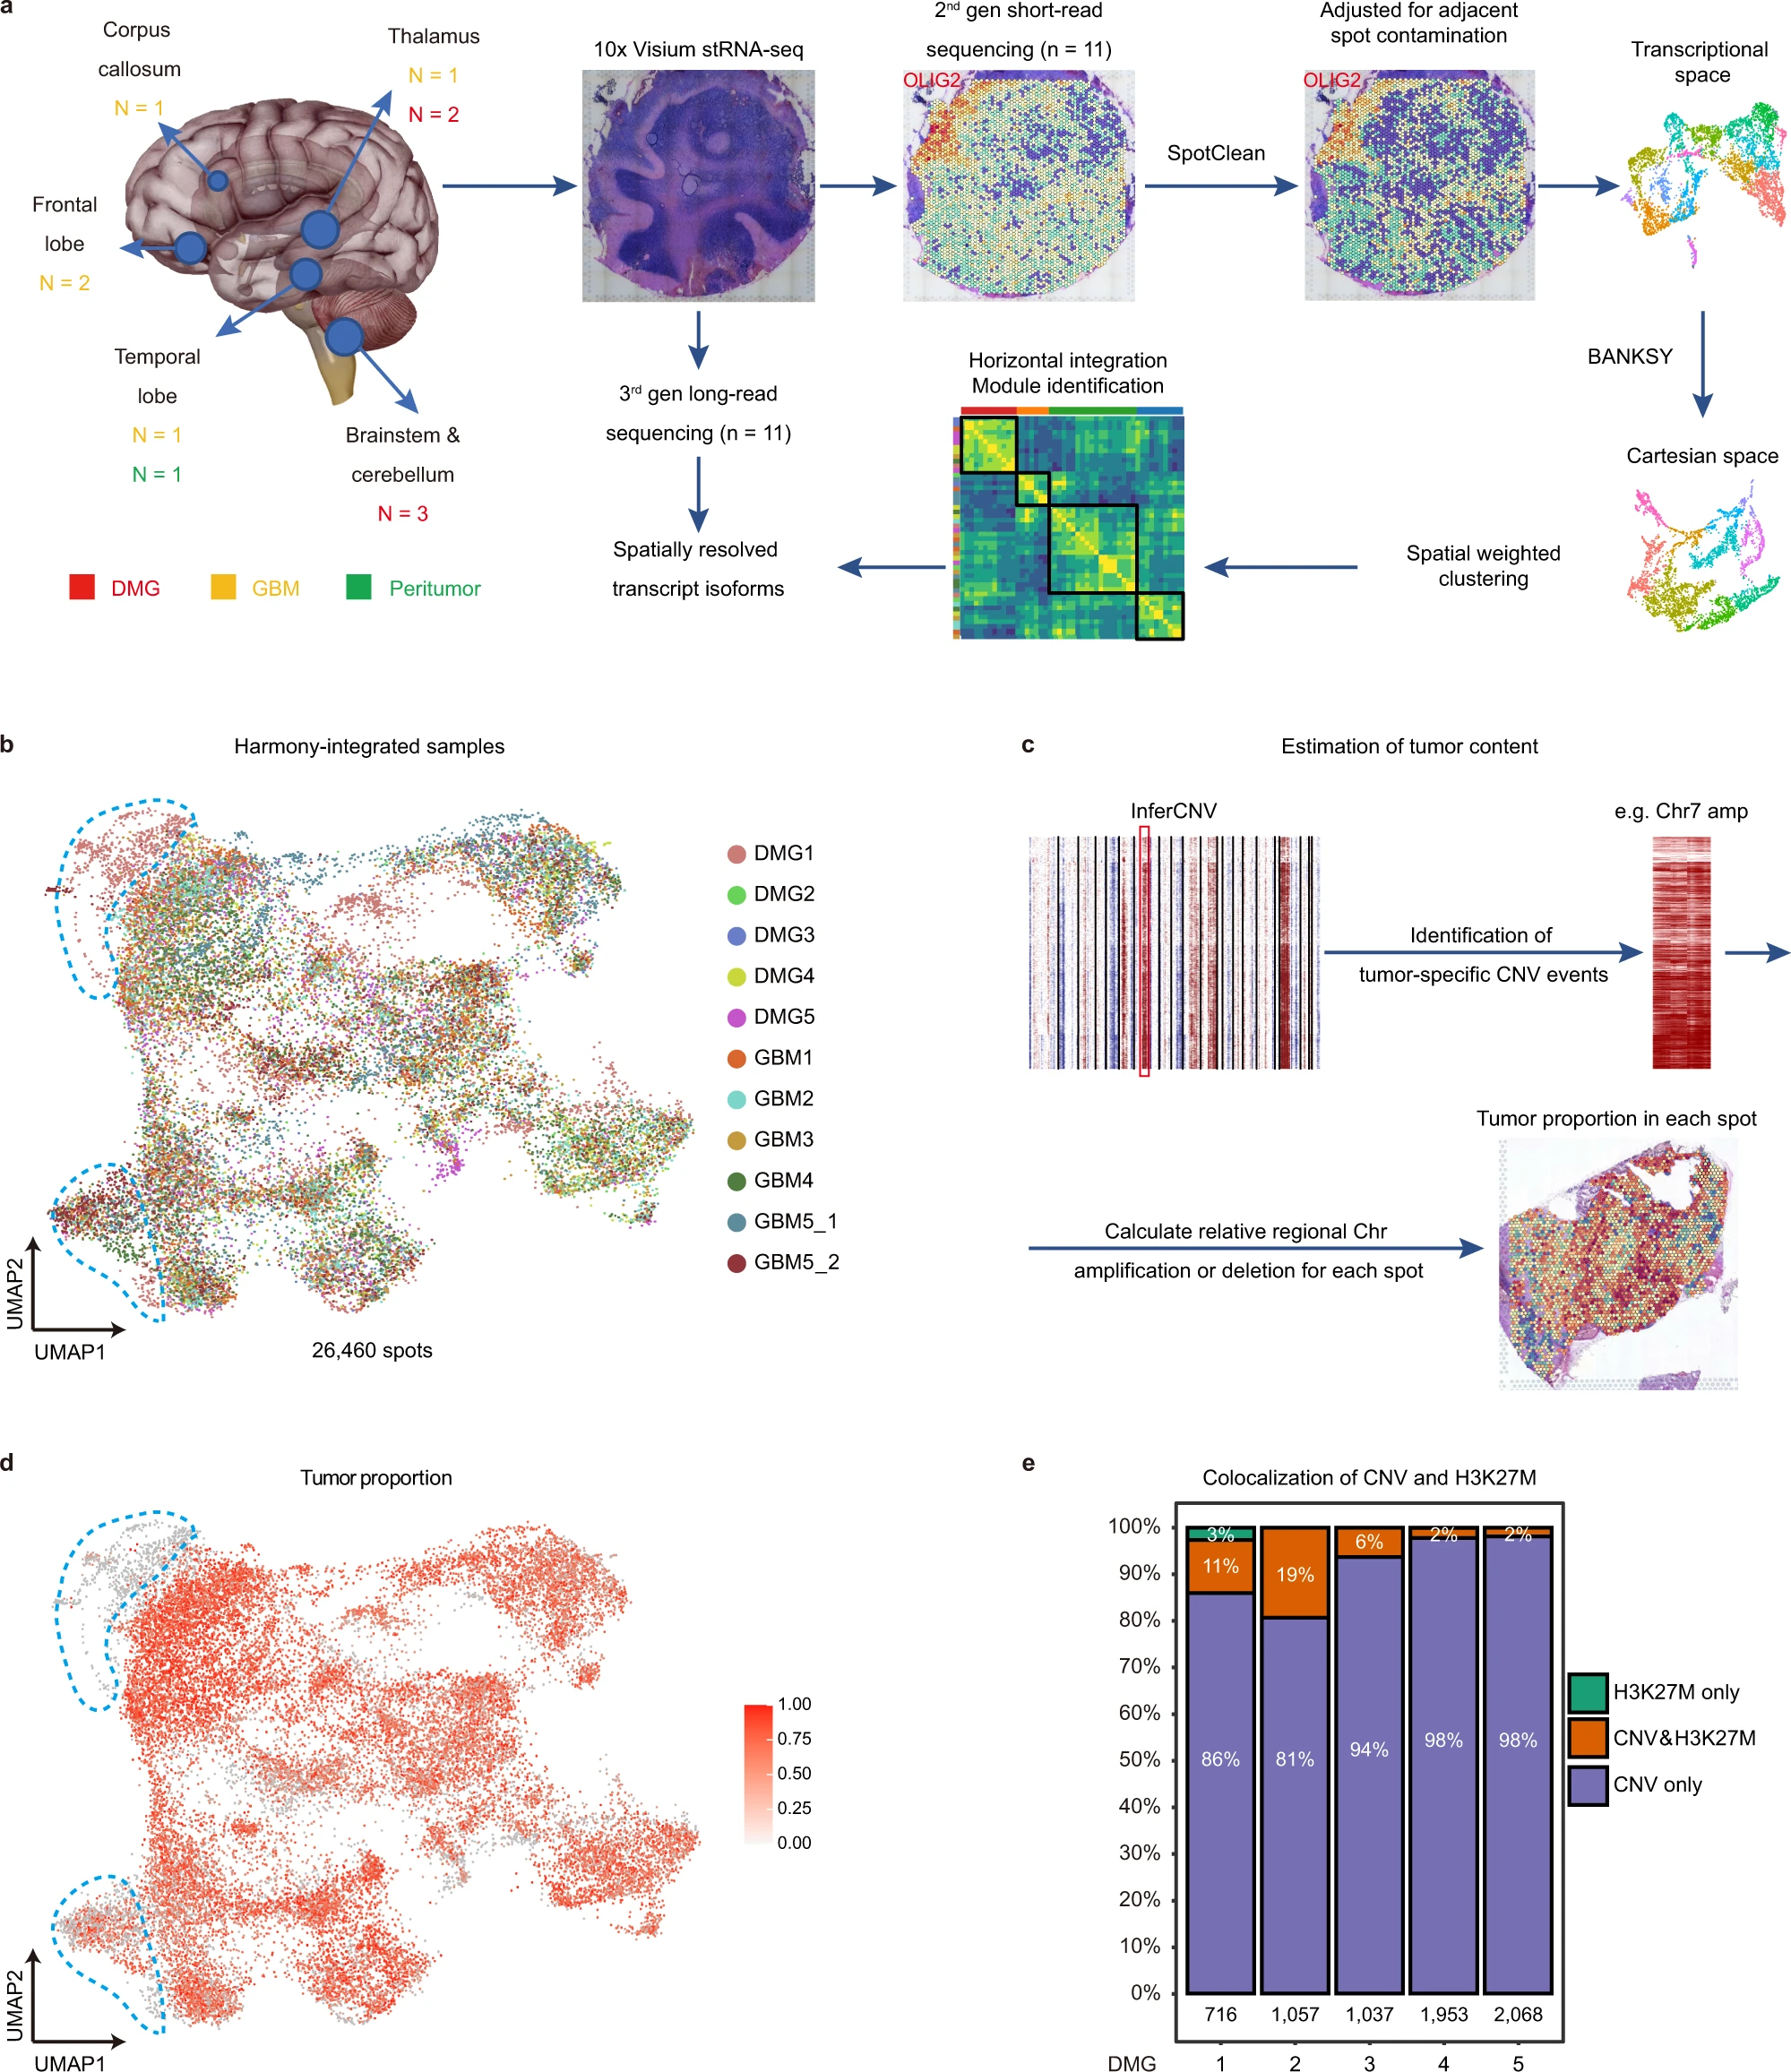 a
Corpus
callosum
N = 1
Thalamus
N = 1
N = 2
Frontal
lobe
N = 2
Temporal
lobe
N = 1
N = 1
Brainstem &
cerebellum
N = 3
DMG
GBM
Peritumor
10x Visium stRNA-seq
2nd gen short-read
sequencing (n = 11)
OLIG2
SpotClean
Adjusted for adjacent
spot contamination
OLIG2
Transcriptional
space
BANKSY
Cartesian space
Spatial weighted
clustering
Horizontal integration
Module identification
3rd gen long-read
sequencing (n = 11)
Spatially resolved
transcript isoforms
b
Harmony-integrated samples
DMG1
DMG2
DMG3
DMG4
DMG5
GBM1
GBM2
GBM3
GBM4
GBM5_1
GBM5_2
UMAP2
UMAP1
26,460 spots
c
Estimation of tumor content
InferCNV
e.g. Chr7 amp
Identification of
tumor-specific CNV events
Tumor proportion in each spot
Calculate relative regional Chr
amplification or deletion for each spot
d
Tumor proportion
1.00
0.75
0.50
0.25
0.00
UMAP2
UMAP1
e
Colocalization of CNV and H3K27M
100%
90%
80%
70%
60%
50%
40%
30%
20%
10%
0%
3%
11%
86%
19%
81%
6%
94%
2%
98%
2%
98%
716
1,057
1,037
1,953
2,068
DMG
1
2
3
4
5
H3K27M only
CNV&H3K27M
CNV only